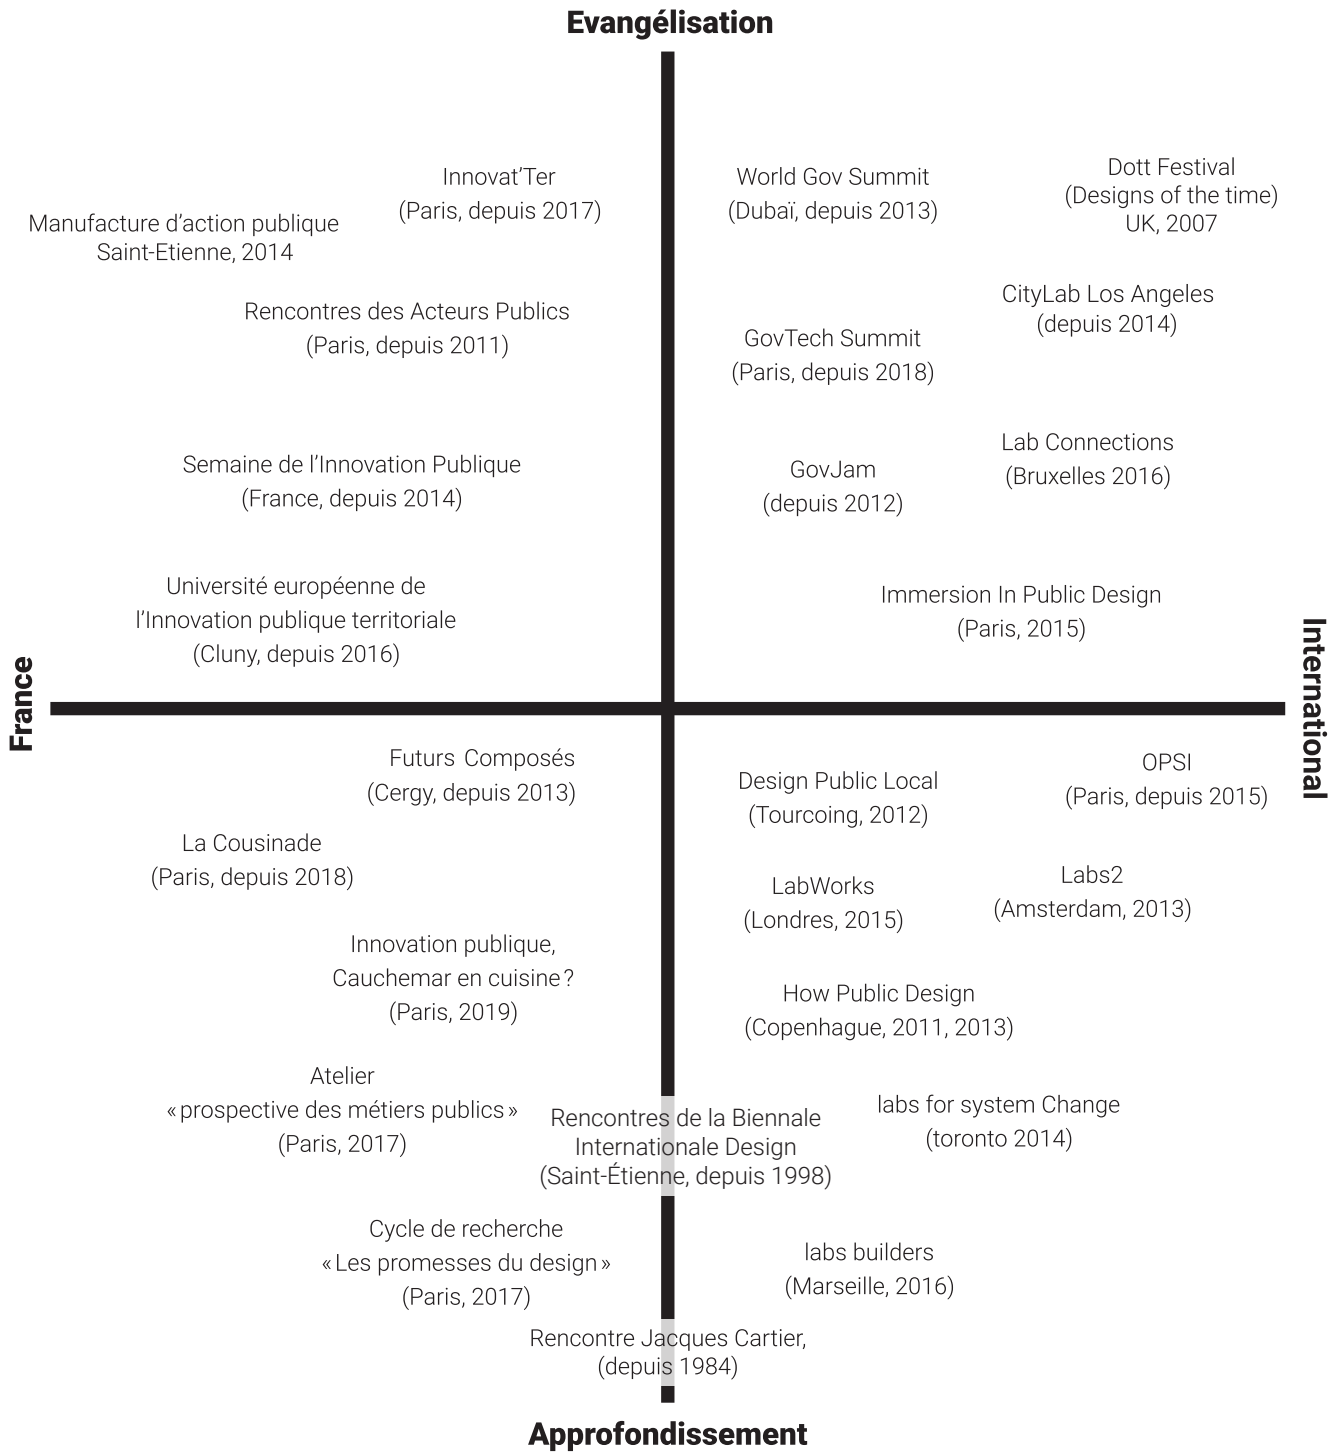 Evangélisation
Innovat’Ter
(Paris, depuis 2017)
Manufacture d’action publique
Saint-Etienne, 2014
Rencontres des Acteurs Publics
(Paris, depuis 2011)
Semaine de l’Innovation Publique
(France, depuis 2014)
Université européenne de
l’Innovation publique territoriale
(Cluny, depuis 2016)
World Gov Summit
(Dubaï, depuis 2013)
Dott Festival
(Designs of the time)
UK, 2007
CityLab Los Angeles
(depuis 2014)
GovTech Summit
(Paris, depuis 2018)
Lab Connections
(Bruxelles 2016)
GovJam
(depuis 2012)
Immersion In Public Design
(Paris, 2015)
France
International
Futurs Composés
(Cergy, depuis 2013)
La Cousinade
(Paris, depuis 2018)
Innovation publique,
Cauchemar en cuisine ?
(Paris, 2019)
Atelier
« prospective des métiers publics »
(Paris, 2017)
Cycle de recherche
« Les promesses du design »
(Paris, 2017)
Design Public Local
(Tourcoing, 2012)
OPSI
(Paris, depuis 2015)
LabWorks
(Londres, 2015)
Labs2
(Amsterdam, 2013)
How Public Design
(Copenhague, 2011, 2013)
labs for system Change
(toronto 2014)
Rencontres de la Biennale
Internationale Design
(Saint-Étienne, depuis 1998)
labs builders
(Marseille, 2016)
Rencontre Jacques Cartier,
(depuis 1984)
Approfondissement